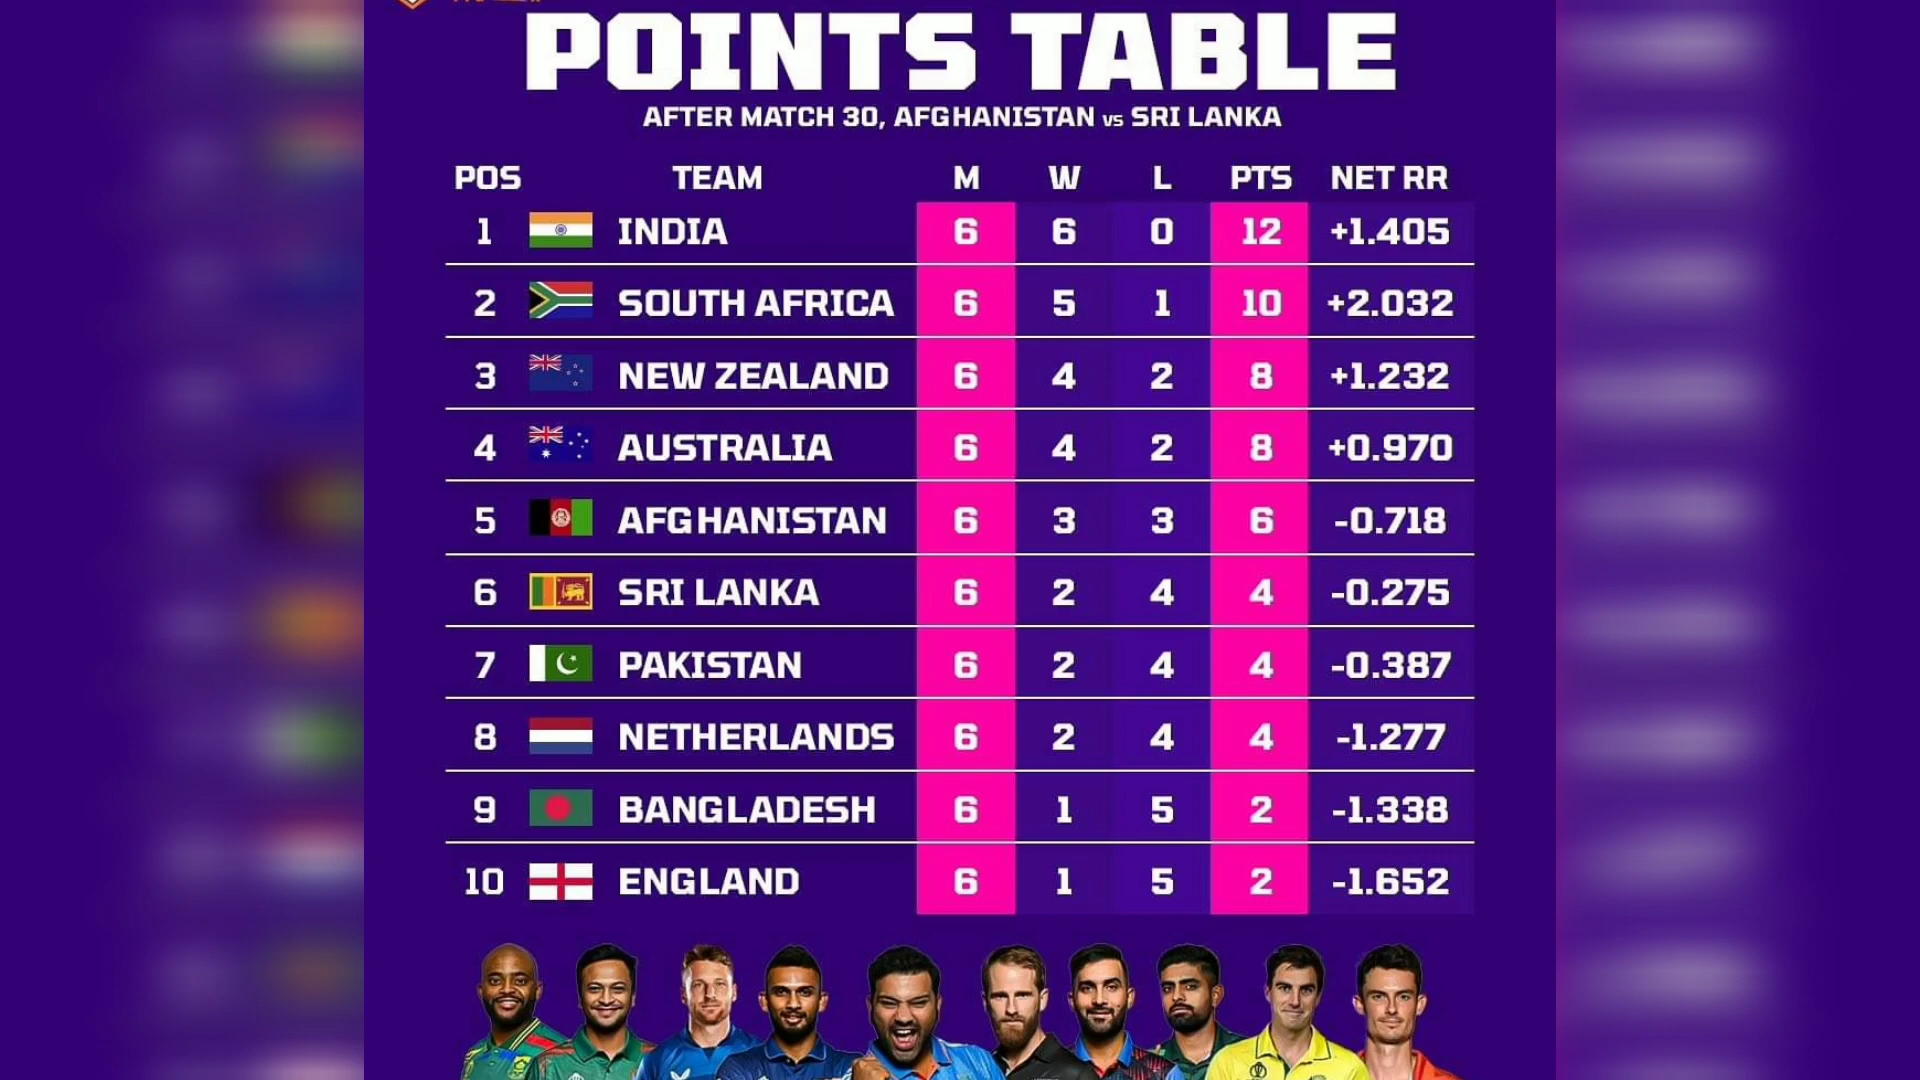 POINTS TABLE
AFTER MATCH 30, AFGHANISTAN vs SRI LANKA
POS TEAM M W L PTS NET RR
1 INDIA 6 6 0 12 +1.405
2 SOUTH AFRICA 6 5 1 10 +2.032
3 NEW ZEALAND 6 4 2 8 +1.232
4 AUSTRALIA 6 4 2 8 +0.970
5 AFGHANISTAN 6 3 3 6 -0.718
6 SRI LANKA 6 2 4 4 -0.275
7 PAKISTAN 6 2 4 4 -0.387
8 NETHERLANDS 6 2 4 4 -1.277
9 BANGLADESH 6 1 5 2 -1.338
10 ENGLAND 6 1 5 2 -1.652